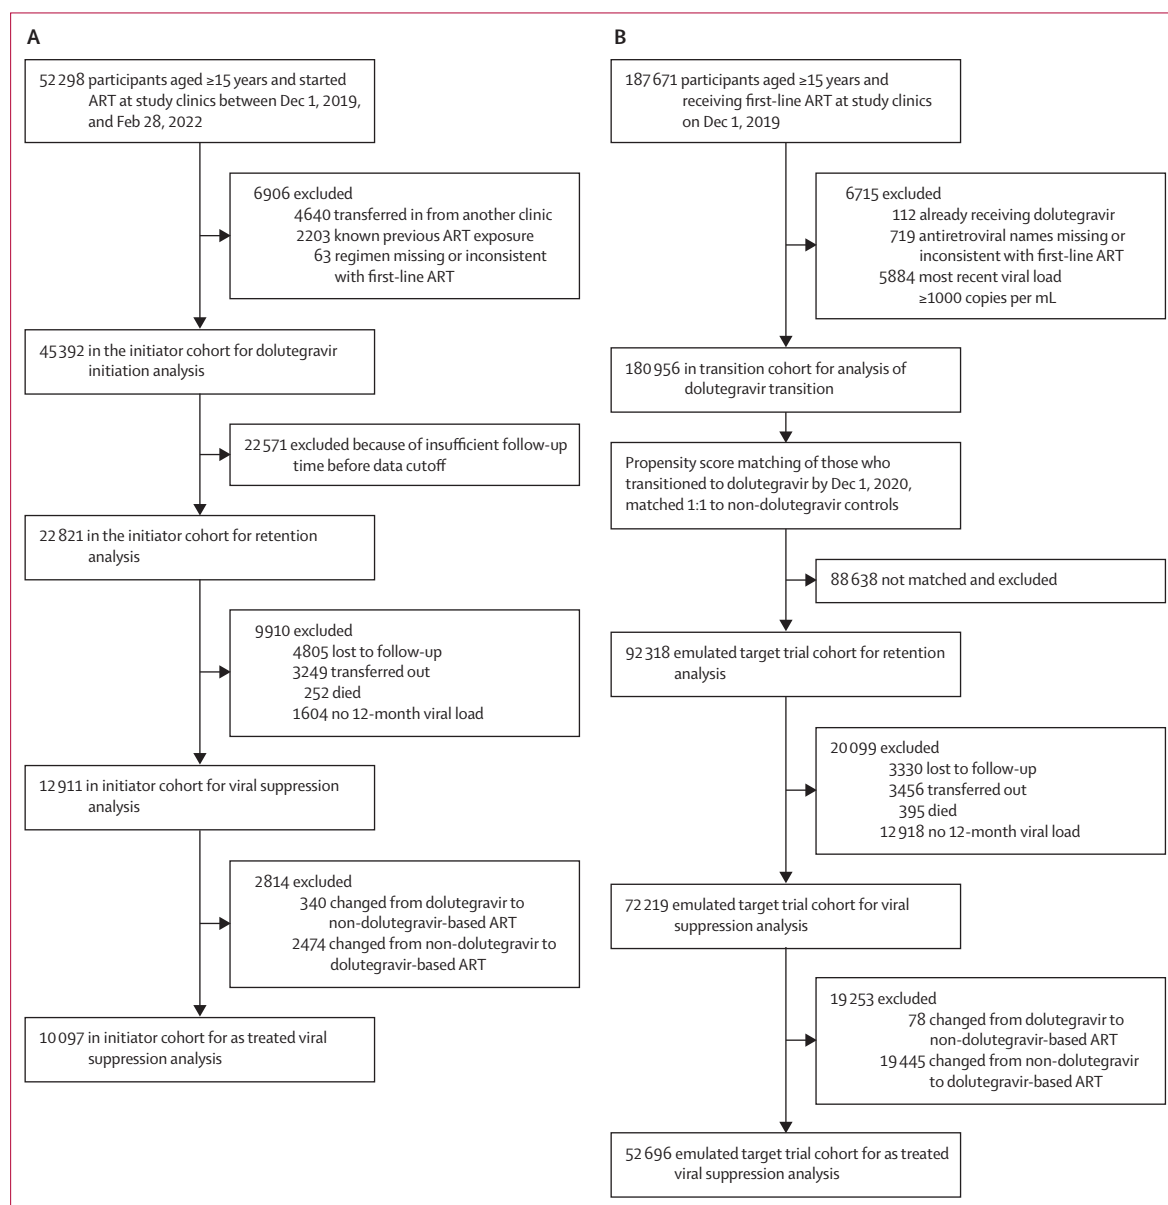 A
52 298 participants aged ≥15 years and started
ART at study clinics between Dec 1, 2019,
and Feb 28, 2022
6906 excluded
4640 transferred in from another clinic
2203 known previous ART exposure
63 regimen missing or inconsistent
with first-line ART
45 392 in the initiator cohort for dolutegravir
initiation analysis
22 571 excluded because of insufficient follow-up
time before data cutoff
22 821 in the initiator cohort for retention
analysis
9910 excluded
4805 lost to follow-up
3249 transferred out
252 died
1604 no 12-month viral load
12 911 in initiator cohort for viral suppression
analysis
2814 excluded
340 changed from dolutegravir to
non-dolutegravir-based ART
2474 changed from non-dolutegravir to
dolutegravir-based ART
10 097 in initiator cohort for as treated viral
suppression analysis
B
187 671 participants aged ≥15 years and
receiving first-line ART at study clinics
on Dec 1, 2019
6715 excluded
112 already receiving dolutegravir
719 antiretroviral names missing or
inconsistent with first-line ART
5884 most recent viral load
≥1000 copies per mL
180 956 in transition cohort for analysis of
dolutegravir transition
Propensity score matching of those who
transitioned to dolutegravir by Dec 1, 2020,
matched 1:1 to non-dolutegravir controls
88 638 not matched and excluded
92 318 emulated target trial cohort for retention
analysis
20 099 excluded
3330 lost to follow-up
3456 transferred out
395 died
12 918 no 12-month viral load
72 219 emulated target trial cohort for viral
suppression analysis
19 253 excluded
78 changed from dolutegravir to
non-dolutegravir-based ART
19 445 changed from non-dolutegravir
to dolutegravir-based ART
52 696 emulated target trial cohort for as treated
viral suppression analysis